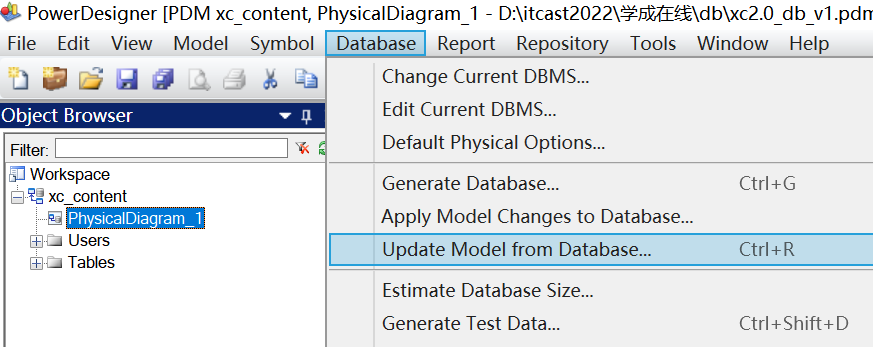 PowerDesigner [PDM xc_content, PhysicalDiagram_1 - D:\itcast2022\学成在线\db\xc2.0_db_v1.pdm
File Edit View Model Symbol Database Report Repository Tools Window Help
Object Browser
Filter:
Workspace
xc_content
PhysicalDiagram_1
Users
Tables
Change Current DBMS...
Edit Current DBMS...
Default Physical Options...
Generate Database... Ctrl+G
Apply Model Changes to Database...
Update Model from Database... Ctrl+R
Estimate Database Size...
Generate Test Data... Ctrl+Shift+D